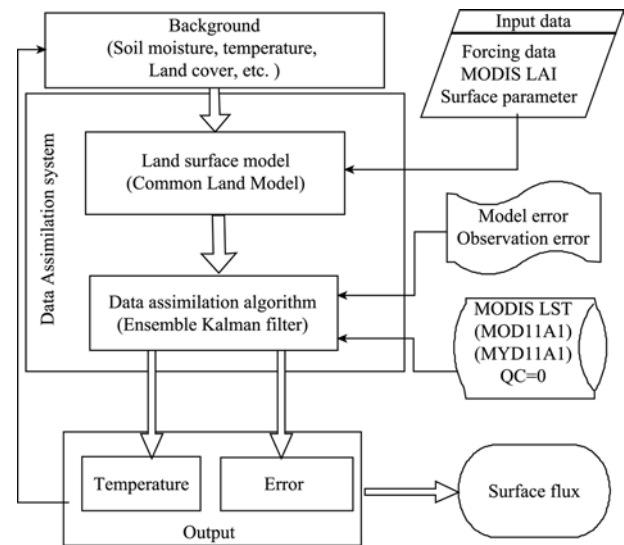 Background
(Soil moisture, temperature,
Land cover, etc. )
Input data
Forcing data
MODIS LAI
Surface parameter
Data Assimilation system
Land surface model
(Common Land Model)
Model error
Observation error
Data assimilation algorithm
(Ensemble Kalman filter)
MODIS LST
(MOD11A1)
(MYD11A1)
QC=0
Temperature
Error
Output
Surface flux